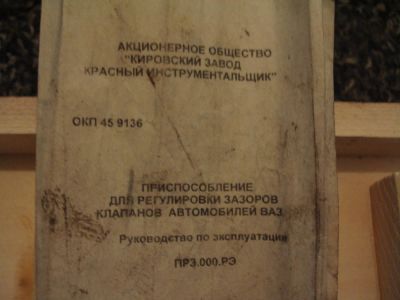 АКЦИОНЕРНОЕ ОБЩЕСТВО
"КИРОВСКИЙ ЗАВОД
КРАСНЫЙ ИНСТРУМЕНТАЛЬЩИК"
ОКП 45 9136
ПРИСПОСОБЛЕНИЕ
ДЛЯ РЕГУЛИРОВКИ ЗАЗОРОВ
КЛАПАНОВ АВТОМОБИЛЕЙ ВАЗ
Руководство по эксплуатации
ПРЗ.000.РЭ